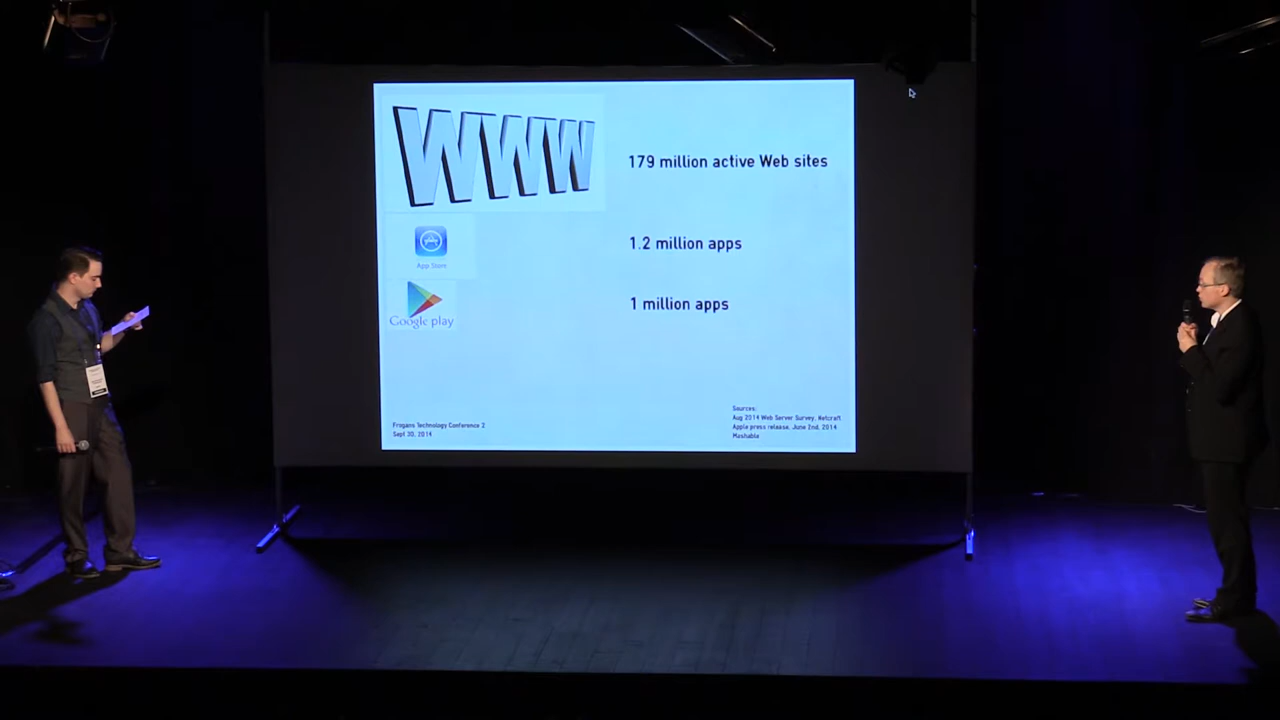 WWW
179 million active Web sites
App Store
1.2 million apps
Google play
1 million apps
Frogans Technology Conference 2
Sept 30, 2014
Sources:
Aug 2014 Web Server Survey, Netcraft
Apple press release, June 2nd, 2014
Mashable